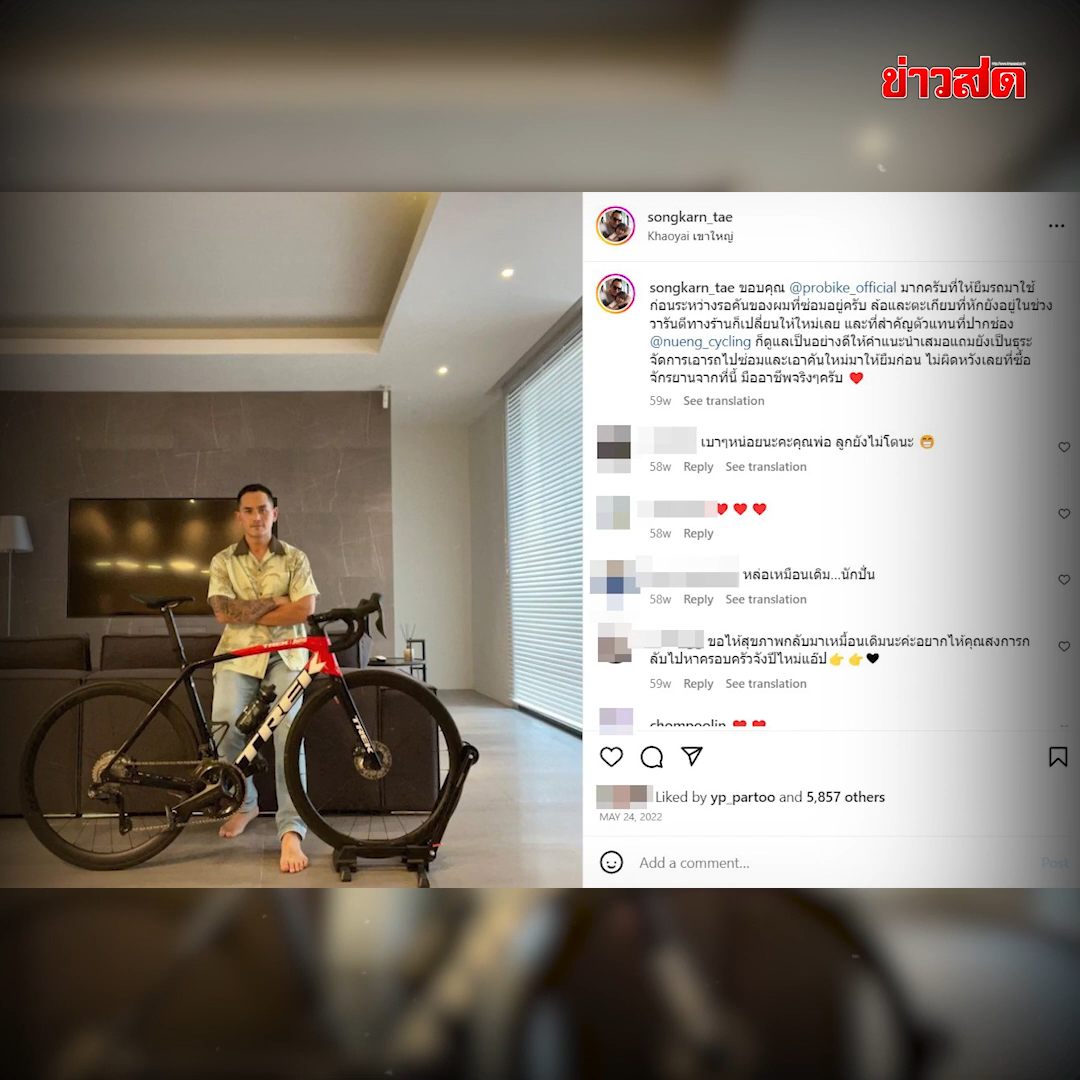 ข่าวสด
songkarn_tae
Khaoyai เขาใหญ่
songkarn_tae ขอบคุณ @probike_official มากครับที่ให้ยืมรถมาใช้
ก่อนระหว่างรอคันของผมที่ซ่อมอยู่ครับ ล้อและตะเกียบที่หักยังอยู่ในช่วง
วารันตีทางร้านก็เปลี่ยนให้ใหม่เลย และที่สำคัญตัวแทนที่ปากช่อง
@nueng_cycling ก็ดูแลเป็นอย่างดีให้คำแนะนำเสมอแถมยังเป็นธุระ
จัดการเอารถไปซ่อมและเอาคันใหม่มาให้ยืมก่อน ไม่ผิดหวังเลยที่ซื้อ
จักรยานจากที่นี่ มืออาชีพจริงๆครับ ❤️
59w See translation
เบาๆหน่อยนะคะคุณพ่อ ลูกยังไม่โตนะ 😁
58w Reply See translation
❤️ ❤️ ❤️
58w Reply
หล่อเหมือนเดิม...นักปั่น
58w Reply See translation
ขอไห้สุขภาพกลับมาเหมื้อนเดิมนะค่ะอยากไห้คุณสงการก
ลับไปหาครอบครัวจังปีไหม่แอ๊ป👉👉🖤
59w Reply See translation
chompoolin ❤️ ❤️
Liked by yp_partoo and 5,857 others
MAY 24, 2022
Add a comment...
Post
TREK
TREK